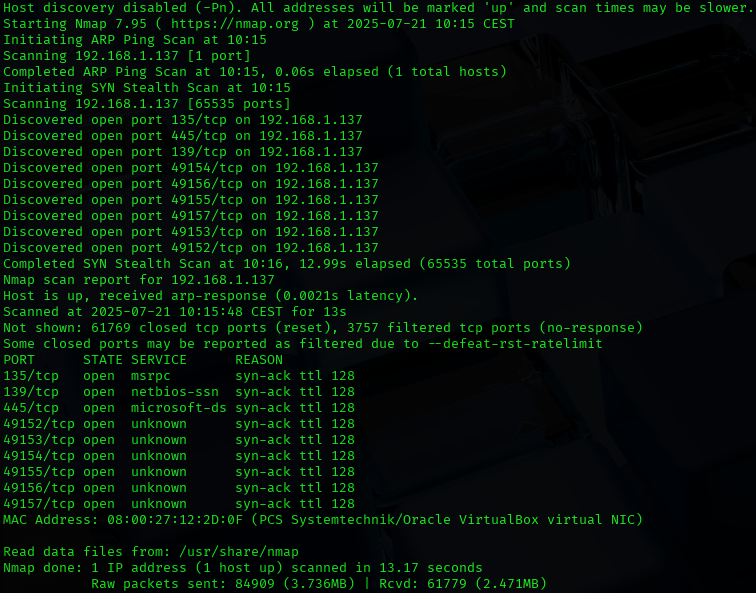 Host discovery disabled (-Pn). All addresses will be marked 'up' and scan times may be slower.
Starting Nmap 7.95 ( https://nmap.org ) at 2025-07-21 10:15 CEST
Initiating ARP Ping Scan at 10:15
Scanning 192.168.1.137 [1 port]
Completed ARP Ping Scan at 10:15, 0.06s elapsed (1 total hosts)
Initiating SYN Stealth Scan at 10:15
Scanning 192.168.1.137 [65535 ports]
Discovered open port 135/tcp on 192.168.1.137
Discovered open port 445/tcp on 192.168.1.137
Discovered open port 139/tcp on 192.168.1.137
Discovered open port 49154/tcp on 192.168.1.137
Discovered open port 49156/tcp on 192.168.1.137
Discovered open port 49155/tcp on 192.168.1.137
Discovered open port 49157/tcp on 192.168.1.137
Discovered open port 49153/tcp on 192.168.1.137
Discovered open port 49152/tcp on 192.168.1.137
Completed SYN Stealth Scan at 10:16, 12.99s elapsed (65535 total ports)
Nmap scan report for 192.168.1.137
Host is up, received arp-response (0.0021s latency).
Scanned at 2025-07-21 10:15:48 CEST for 13s
Not shown: 61769 closed tcp ports (reset), 3757 filtered tcp ports (no-response)
Some closed ports may be reported as filtered due to --defeat-rst-ratelimit
PORT      STATE SERVICE      REASON
135/tcp   open  msrpc        syn-ack ttl 128
139/tcp   open  netbios-ssn  syn-ack ttl 128
445/tcp   open  microsoft-ds syn-ack ttl 128
49152/tcp open  unknown      syn-ack ttl 128
49153/tcp open  unknown      syn-ack ttl 128
49154/tcp open  unknown      syn-ack ttl 128
49155/tcp open  unknown      syn-ack ttl 128
49156/tcp open  unknown      syn-ack ttl 128
49157/tcp open  unknown      syn-ack ttl 128
MAC Address: 08:00:27:12:2D:0F (PCS Systemtechnik/Oracle VirtualBox virtual NIC)

Read data files from: /usr/share/nmap
Nmap done: 1 IP address (1 host up) scanned in 13.17 seconds
           Raw packets sent: 84909 (3.736MB) | Rcvd: 61779 (2.471MB)